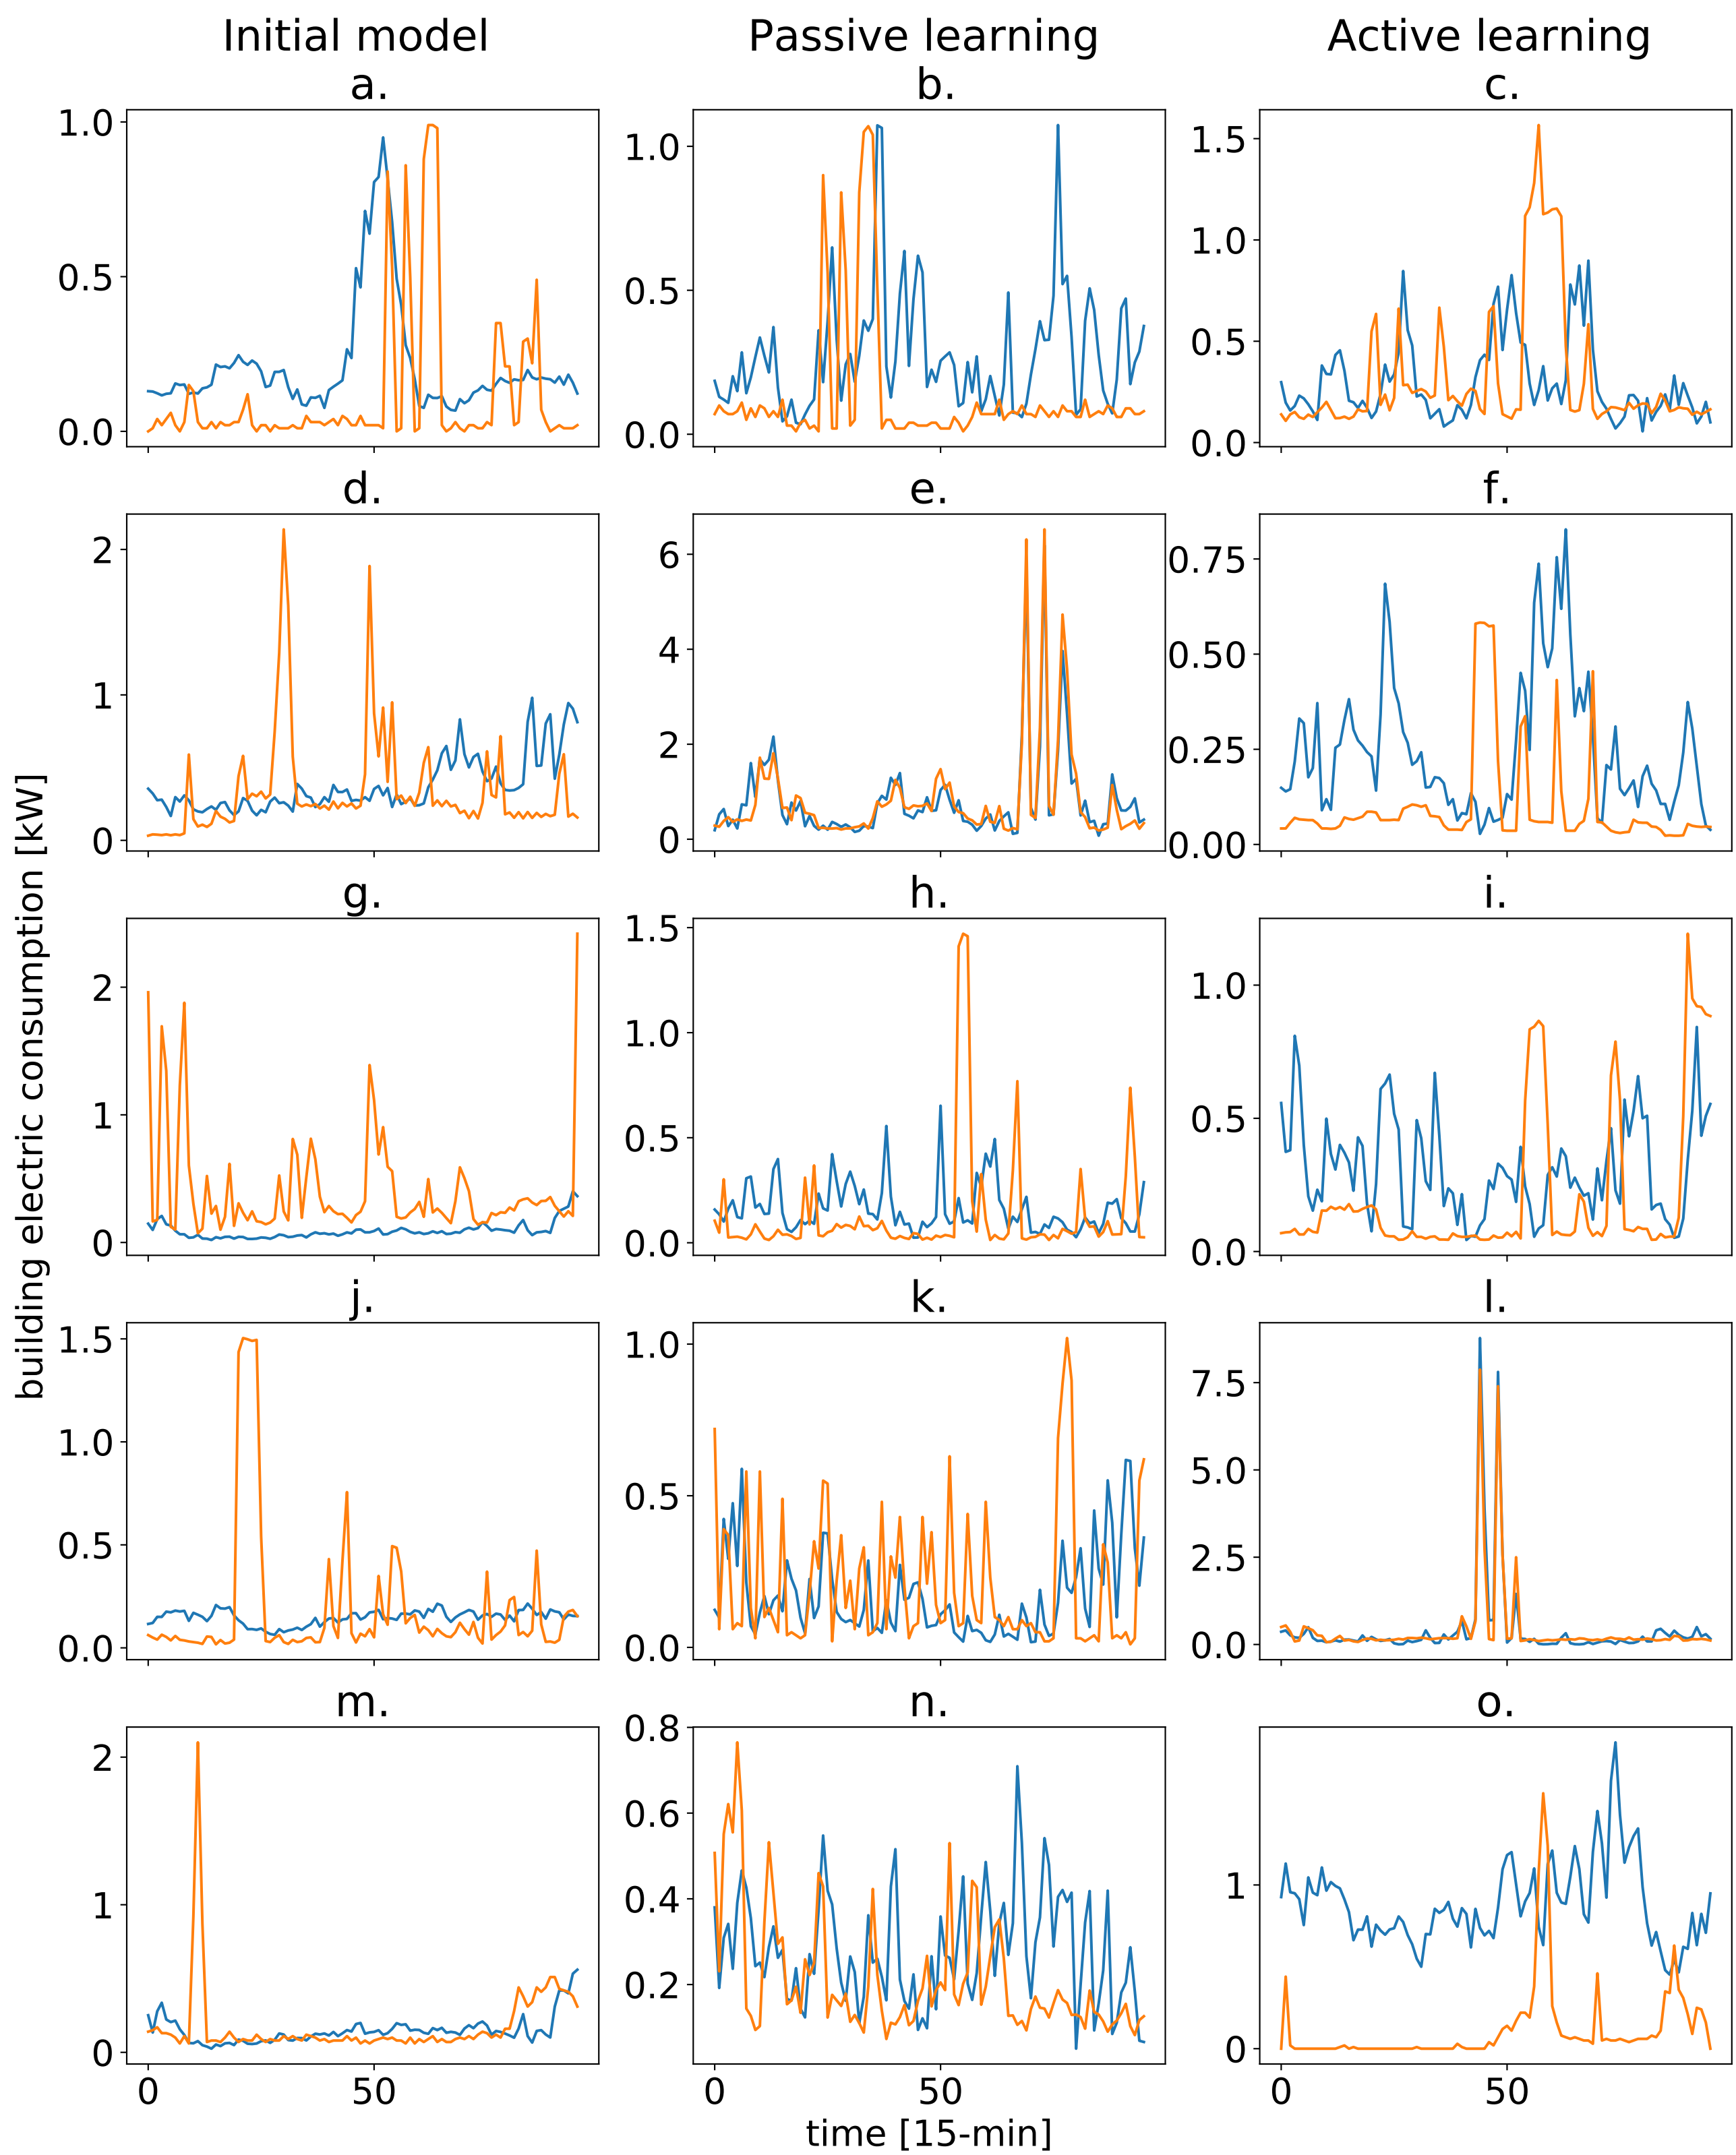 Initial model
Passive learning
Active learning
a.
b.
c.
1.0
0.5
0.0
1.0
0.5
0.0
1.5
1.0
0.5
0.0
d.
e.
f.
2
1
0
6
4
2
0
0.75
0.50
0.25
0.00
building electric consumption [kW]
g.
h.
i.
2
1
0
1.5
1.0
0.5
0.0
1.0
0.5
0.0
j.
k.
l.
1.5
1.0
0.5
0.0
1.0
0.5
0.0
7.5
5.0
2.5
0.0
m.
n.
o.
2
1
0
0.8
0.6
0.4
0.2
1
0
0
50
0
50
0
50
time [15-min]